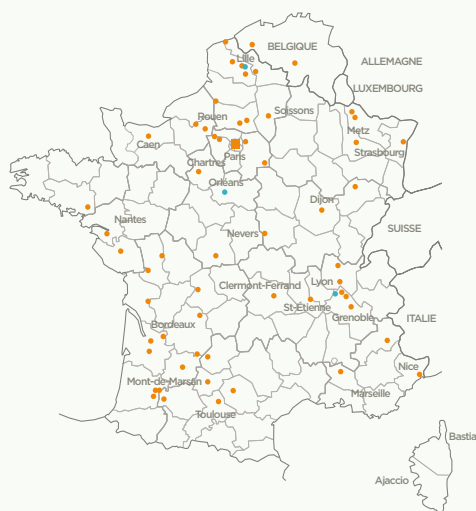 BELGIQUE
Lille
ALLEMAGNE
LUXEMBOURG
Soissons
Rouen
Metz
Caen
Paris
Strasbourg
Chartres
Orléans
Dijon
Nantes
SUISSE
Nevers
Lyon
Clermont-Ferrand
St-Étienne
Grenoble
ITALIE
Bordeaux
Nice
Mont-de-Marsan
Marseille
Toulouse
Bastia
Ajaccio